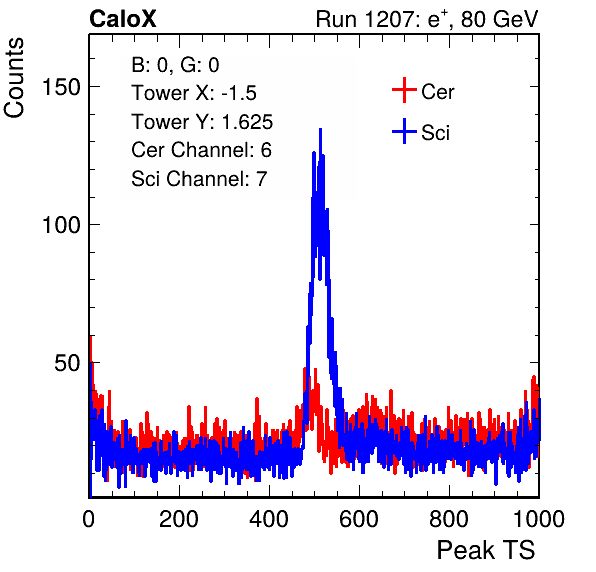 CaloX Run 1207: e⁺, 80 GeV
B: 0, G: 0
Tower X: -1.5
Tower Y: 1.625
Cer Channel: 6
Sci Channel: 7
Cer
Sci
Counts
150
100
50
0 200 400 600 800 1000
Peak TS